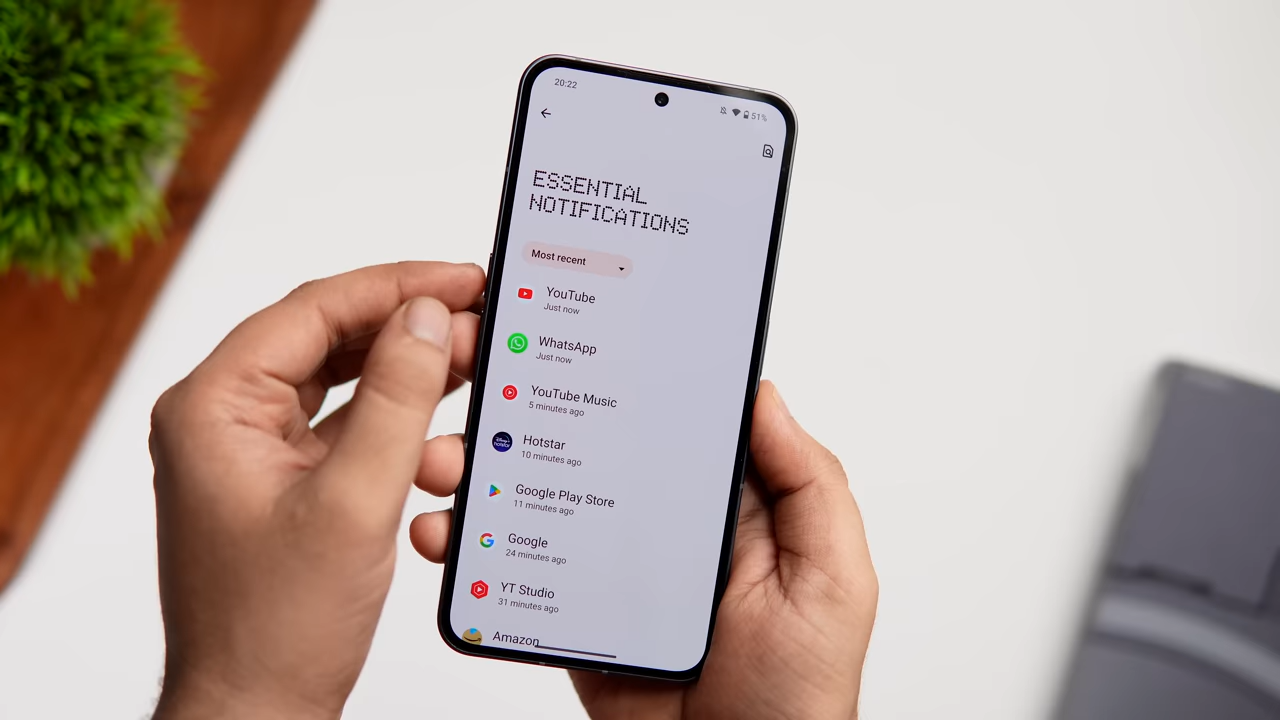 20:22
51%
ESSENTIAL
NOTIFICATIONS
Most recent
YouTube
Just now
WhatsApp
Just now
YouTube Music
5 minutes ago
Hotstar
10 minutes ago
Google Play Store
11 minutes ago
Google
24 minutes ago
YT Studio
31 minutes ago
Amazon